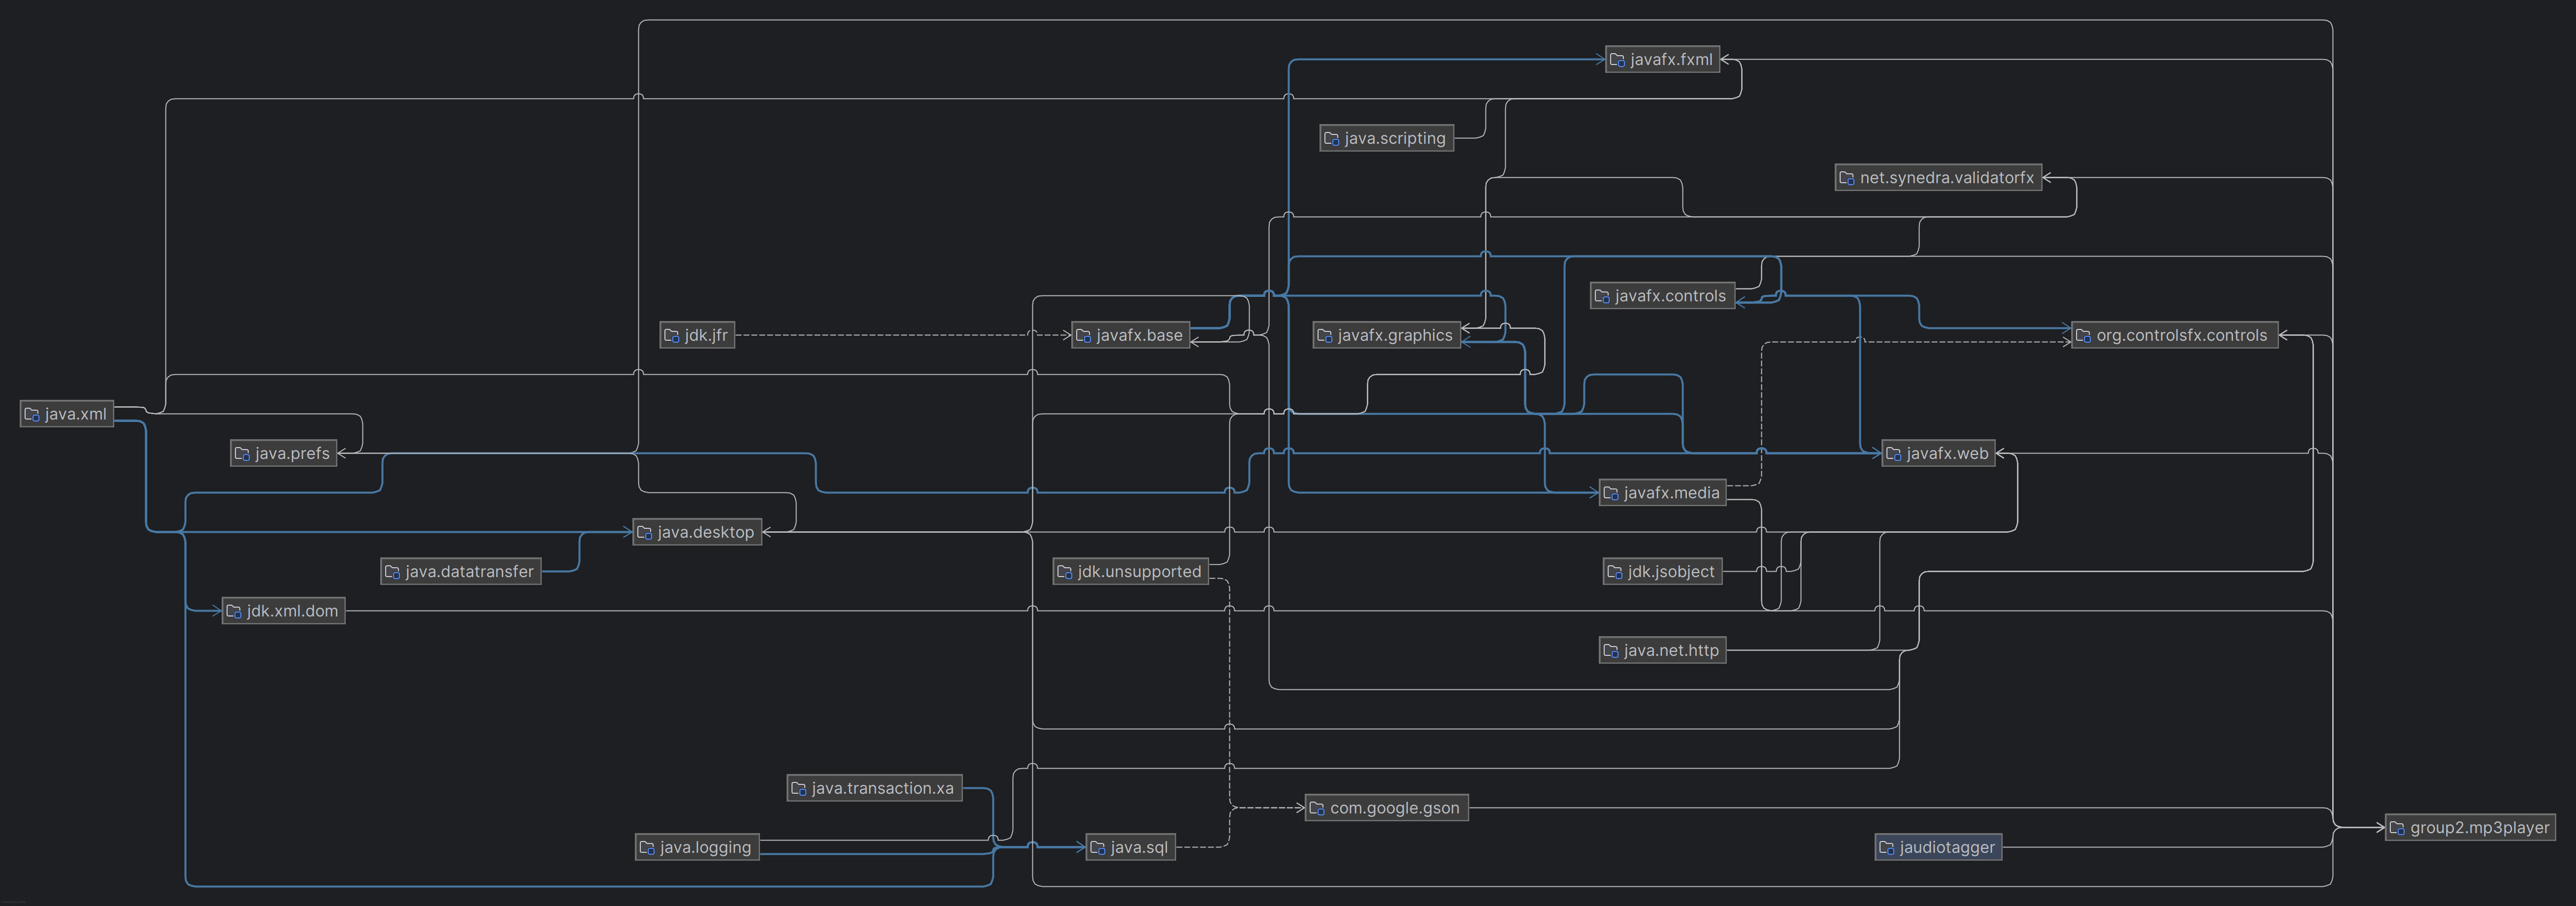 javafx.fxml
java.scripting
net.synedra.validatorfx
javafx.controls
jdk.jfr
javafx.base
javafx.graphics
org.controlsfx.controls
java.xml
java.prefs
javafx.web
javafx.media
java.desktop
java.datatransfer
jdk.unsupported
jdk.jsobject
jdk.xml.dom
java.net.http
java.transaction.xa
com.google.gson
group2.mp3player
java.logging
java.sql
jaudiotagger